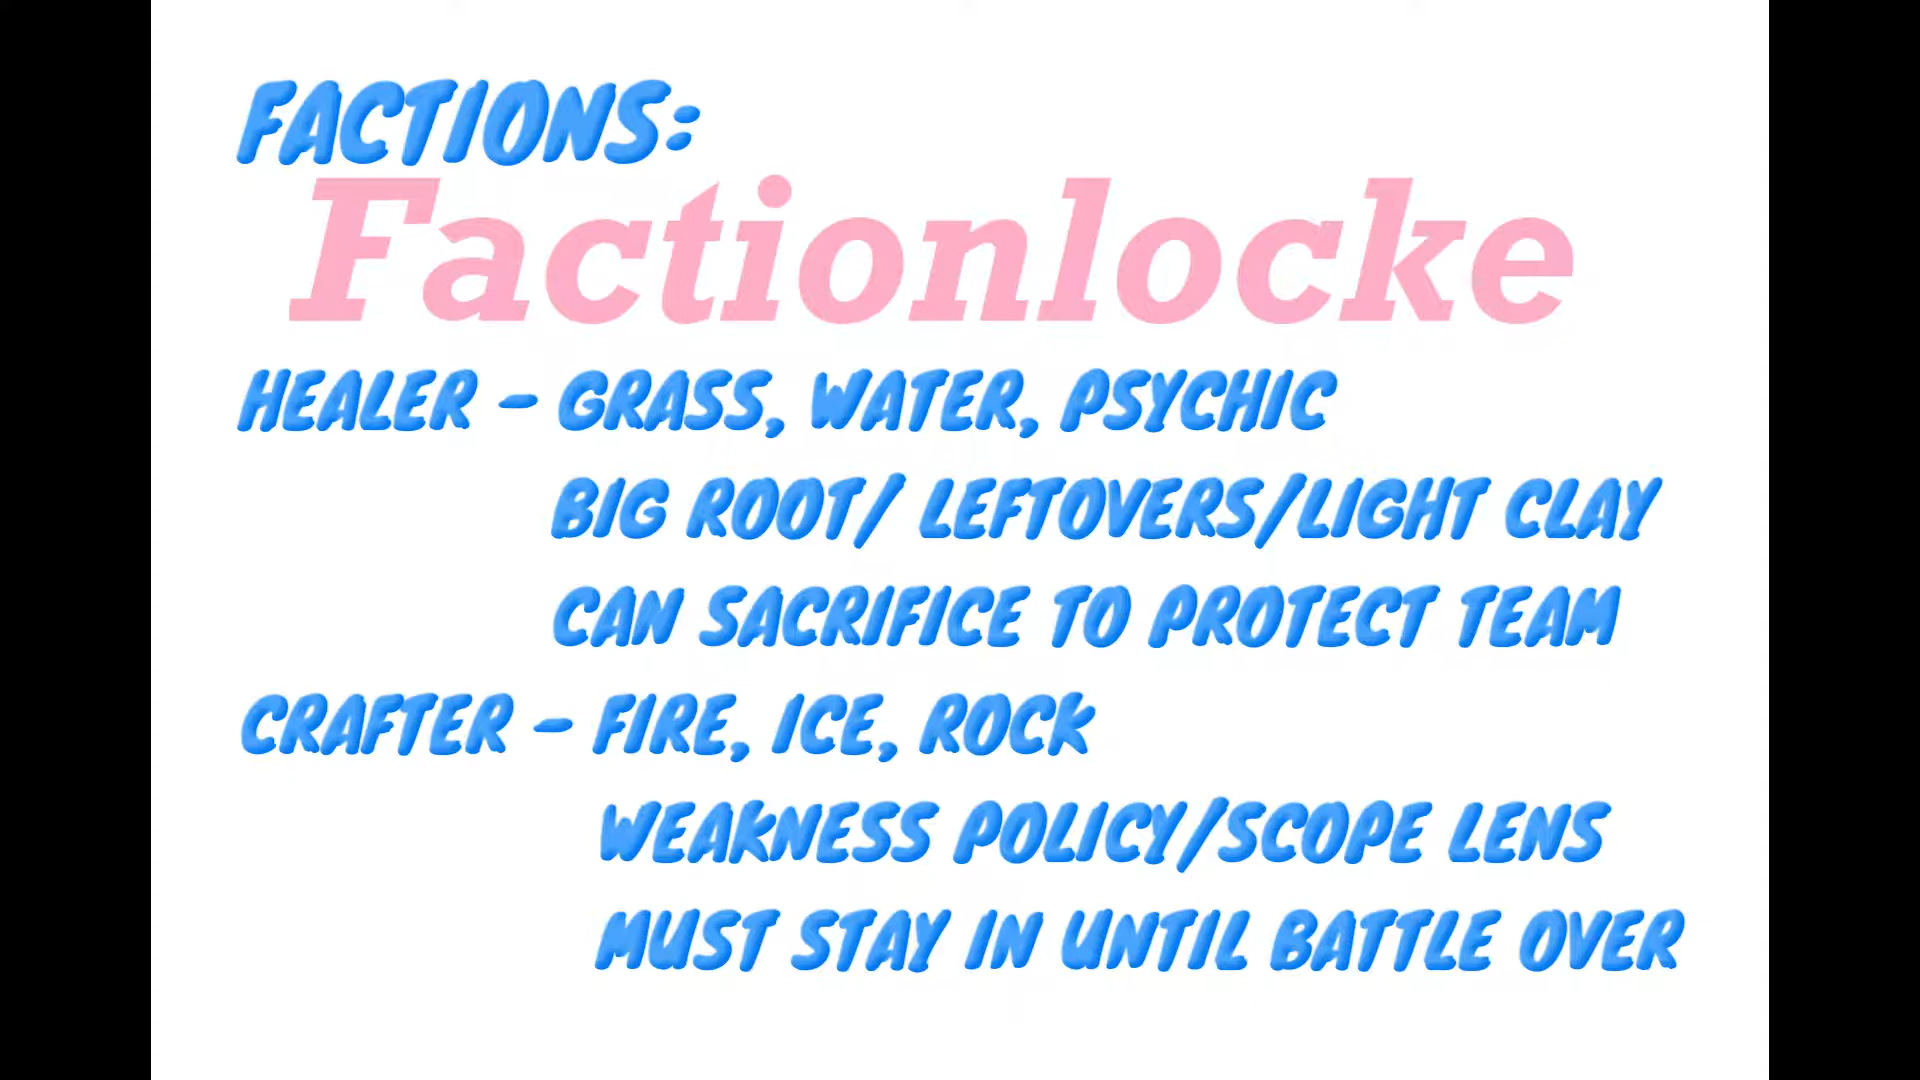 FACTIONS:
Factionlocke
HEALER - GRASS, WATER, PSYCHIC
BIG ROOT/ LEFTOVERS/LIGHT CLAY
CAN SACRIFICE TO PROTECT TEAM
CRAFTER - FIRE, ICE, ROCK
WEAKNESS POLICY/SCOPE LENS
MUST STAY IN UNTIL BATTLE OVER